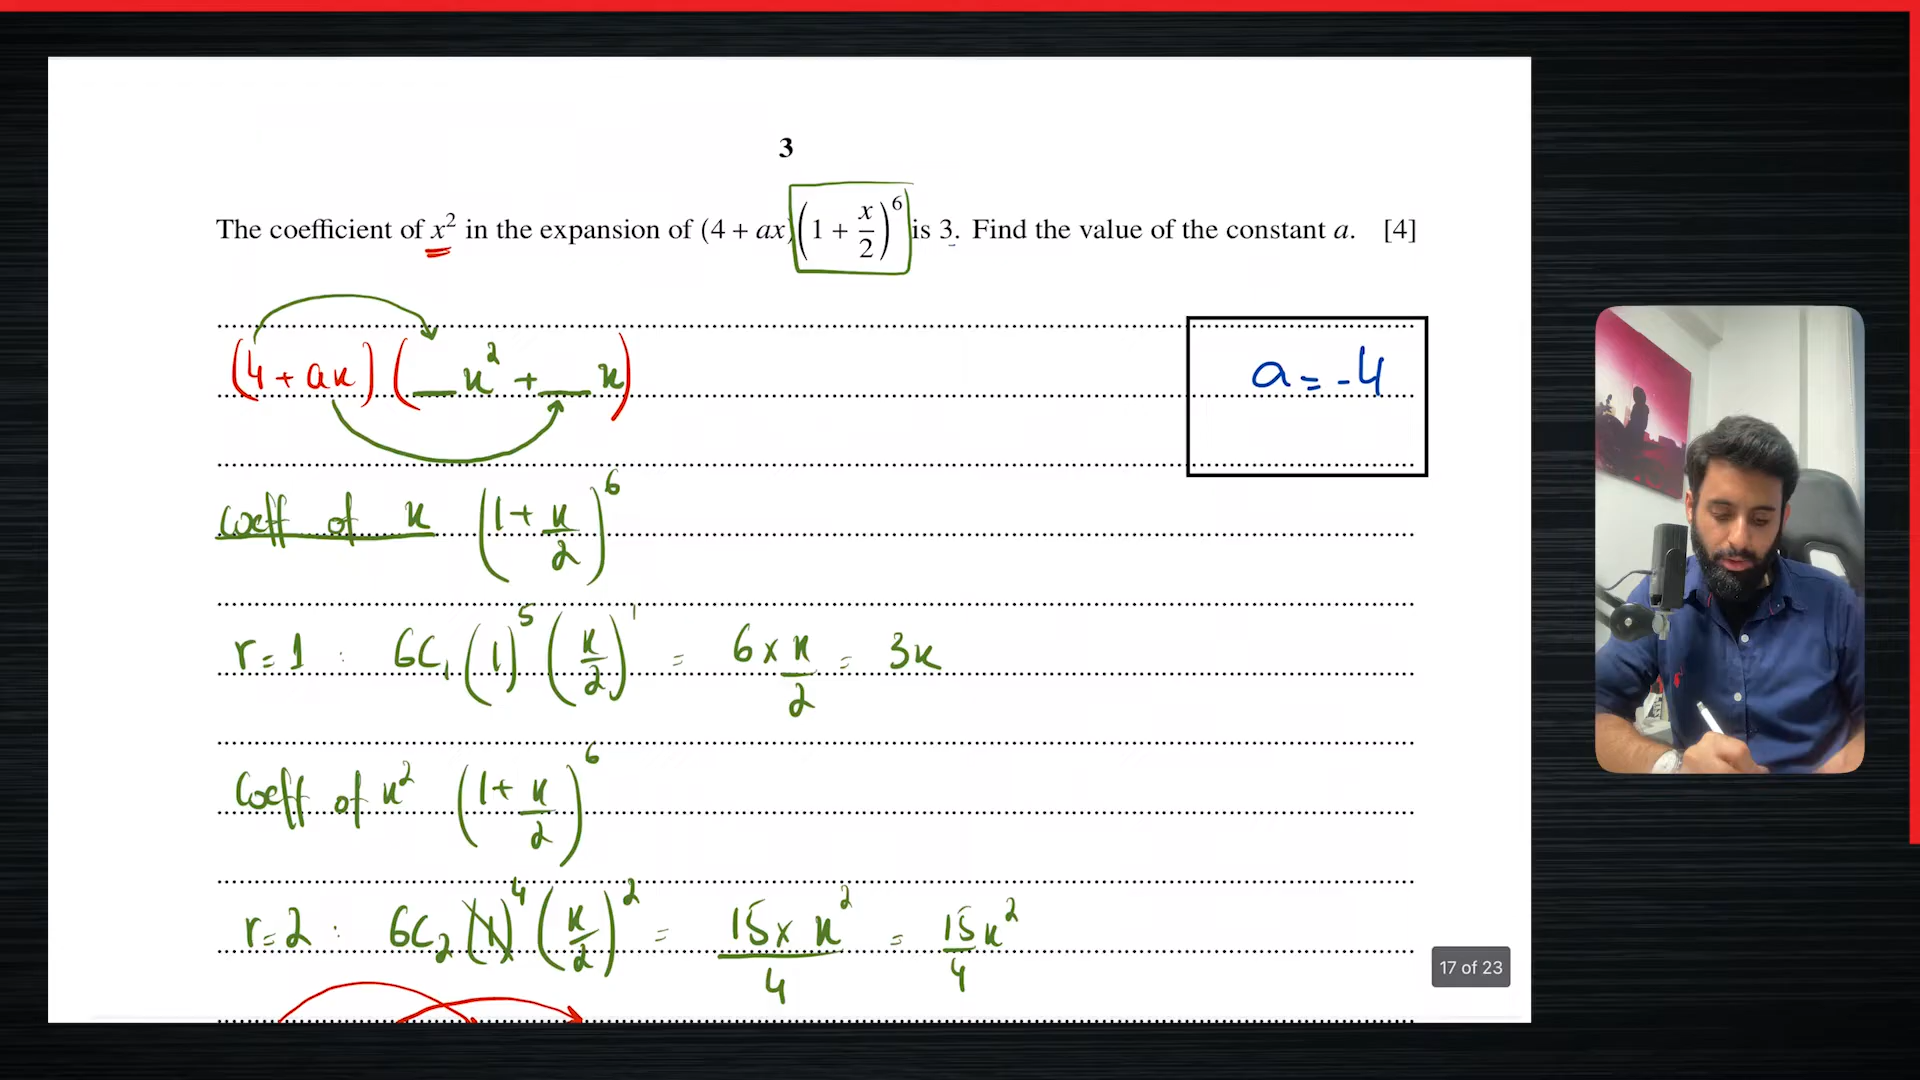 3
The coefficient of x² in the expansion of (4 + ax)(1 + x/2)⁶ is 3. Find the value of the constant a. [4]
(4 + ax) (__x² + __x)
a = -4
coeff of x (1 + x/2)⁶
r = 1 : 6C₁ (1)⁵ (x/2)¹ = 6 × x/2 = 3x
Coeff of x² (1 + x/2)⁶
r = 2 : 6C₂ (1)⁴ (x/2)² = 15 × x²/4 = 15x²/4
17 of 23